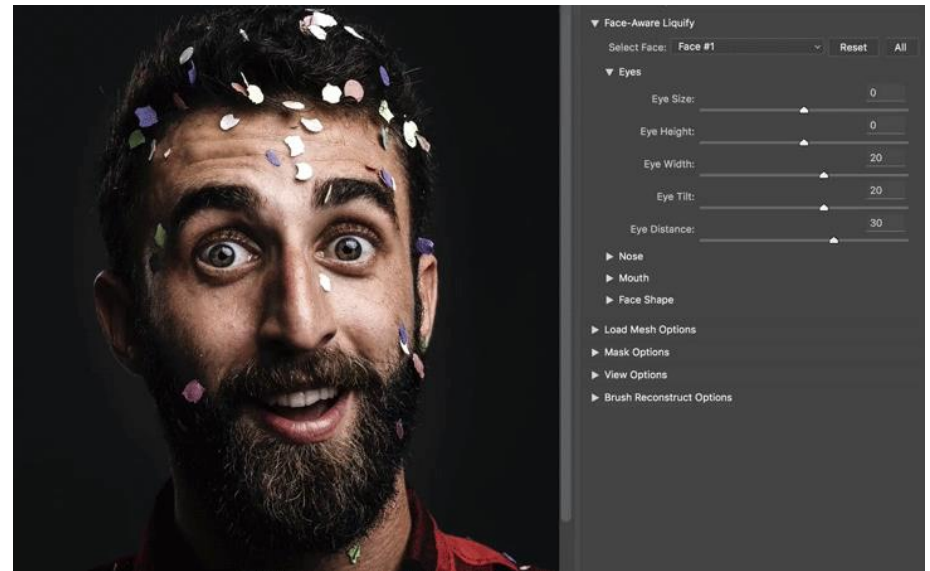 Face-Aware Liquify
Select Face: Face #1 Reset All
Eyes
Eye Size: 0
Eye Height: 0
Eye Width: 20
Eye Tilt: 20
Eye Distance: 30
Nose
Mouth
Face Shape
Load Mesh Options
Mask Options
View Options
Brush Reconstruct Options